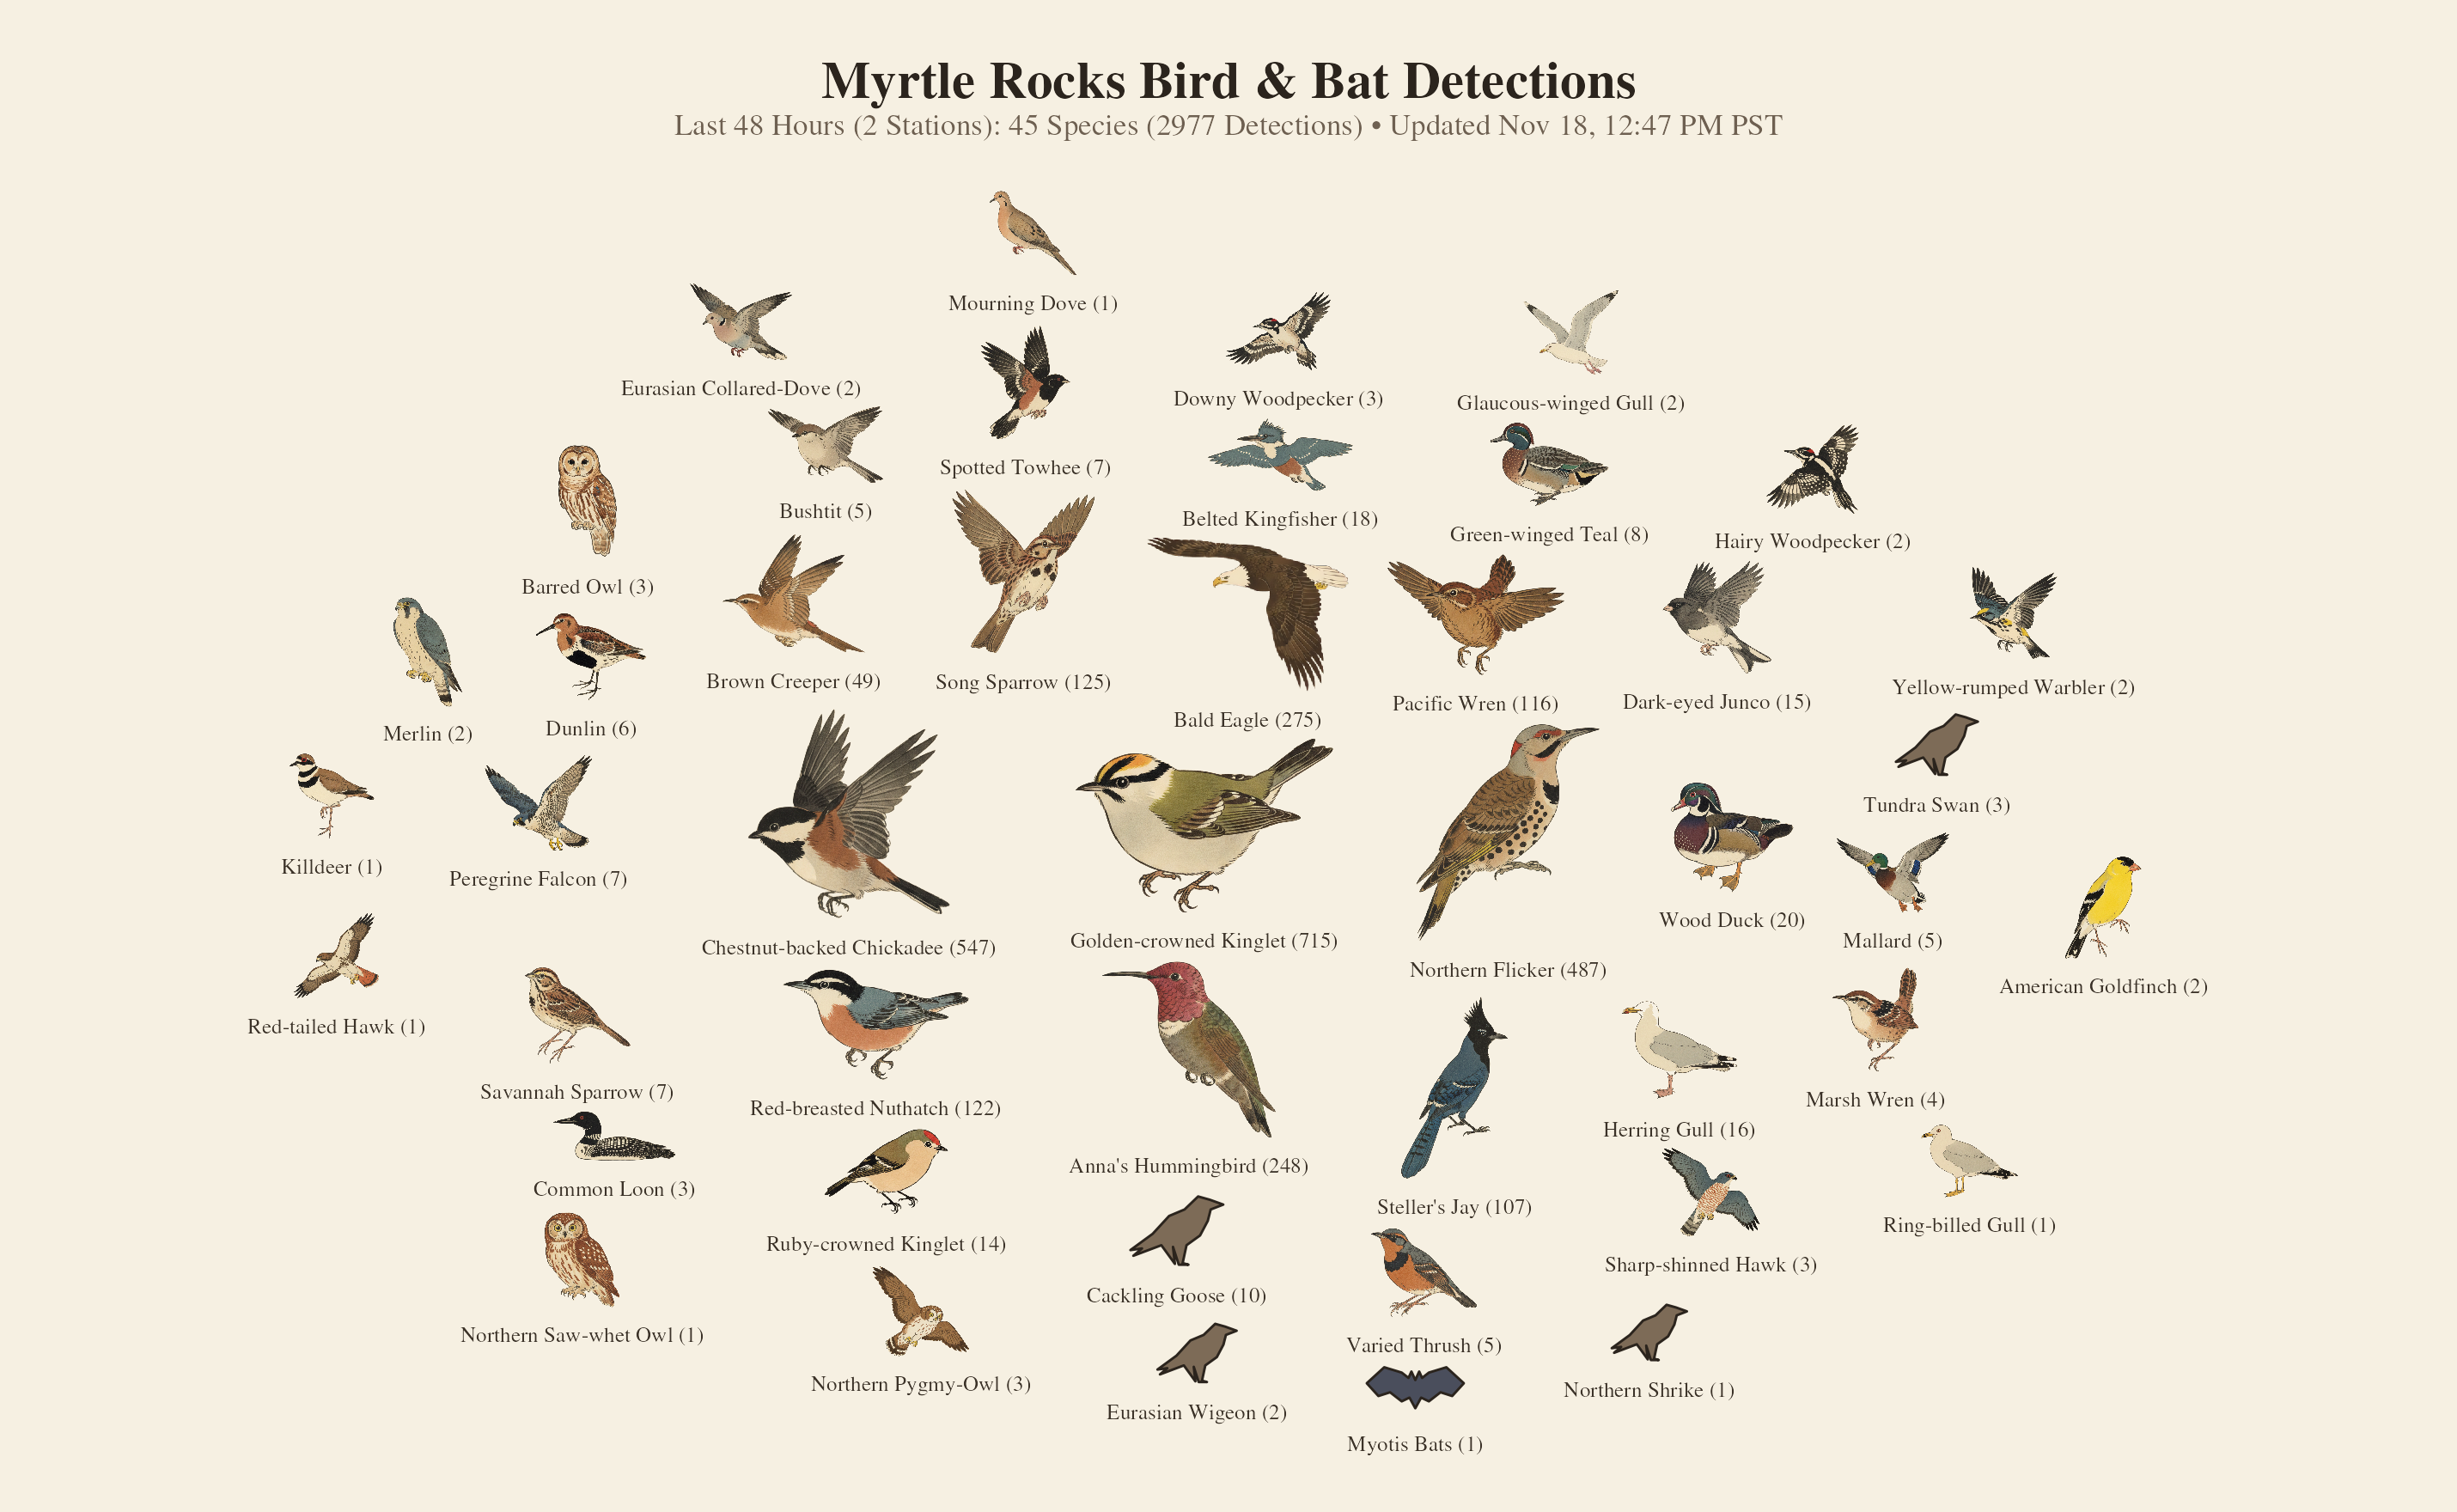 Myrtle Rocks Bird & Bat Detections
Last 48 Hours (2 Stations): 45 Species (2977 Detections) • Updated Nov 18, 12:47 PM PST
Mourning Dove (1)
Eurasian Collared-Dove (2)
Downy Woodpecker (3)
Glaucous-winged Gull (2)
Spotted Towhee (7)
Bushtit (5)
Belted Kingfisher (18)
Green-winged Teal (8)
Hairy Woodpecker (2)
Barred Owl (3)
Brown Creeper (49)
Song Sparrow (125)
Bald Eagle (275)
Pacific Wren (116)
Dark-eyed Junco (15)
Yellow-rumped Warbler (2)
Merlin (2)
Dunlin (6)
Tundra Swan (3)
Killdeer (1)
Peregrine Falcon (7)
Chestnut-backed Chickadee (547)
Golden-crowned Kinglet (715)
Northern Flicker (487)
Wood Duck (20)
Mallard (5)
American Goldfinch (2)
Red-tailed Hawk (1)
Savannah Sparrow (7)
Red-breasted Nuthatch (122)
Anna's Hummingbird (248)
Steller's Jay (107)
Herring Gull (16)
Marsh Wren (4)
Common Loon (3)
Ruby-crowned Kinglet (14)
Cackling Goose (10)
Sharp-shinned Hawk (3)
Ring-billed Gull (1)
Northern Saw-whet Owl (1)
Northern Pygmy-Owl (3)
Eurasian Wigeon (2)
Varied Thrush (5)
Northern Shrike (1)
Myotis Bats (1)